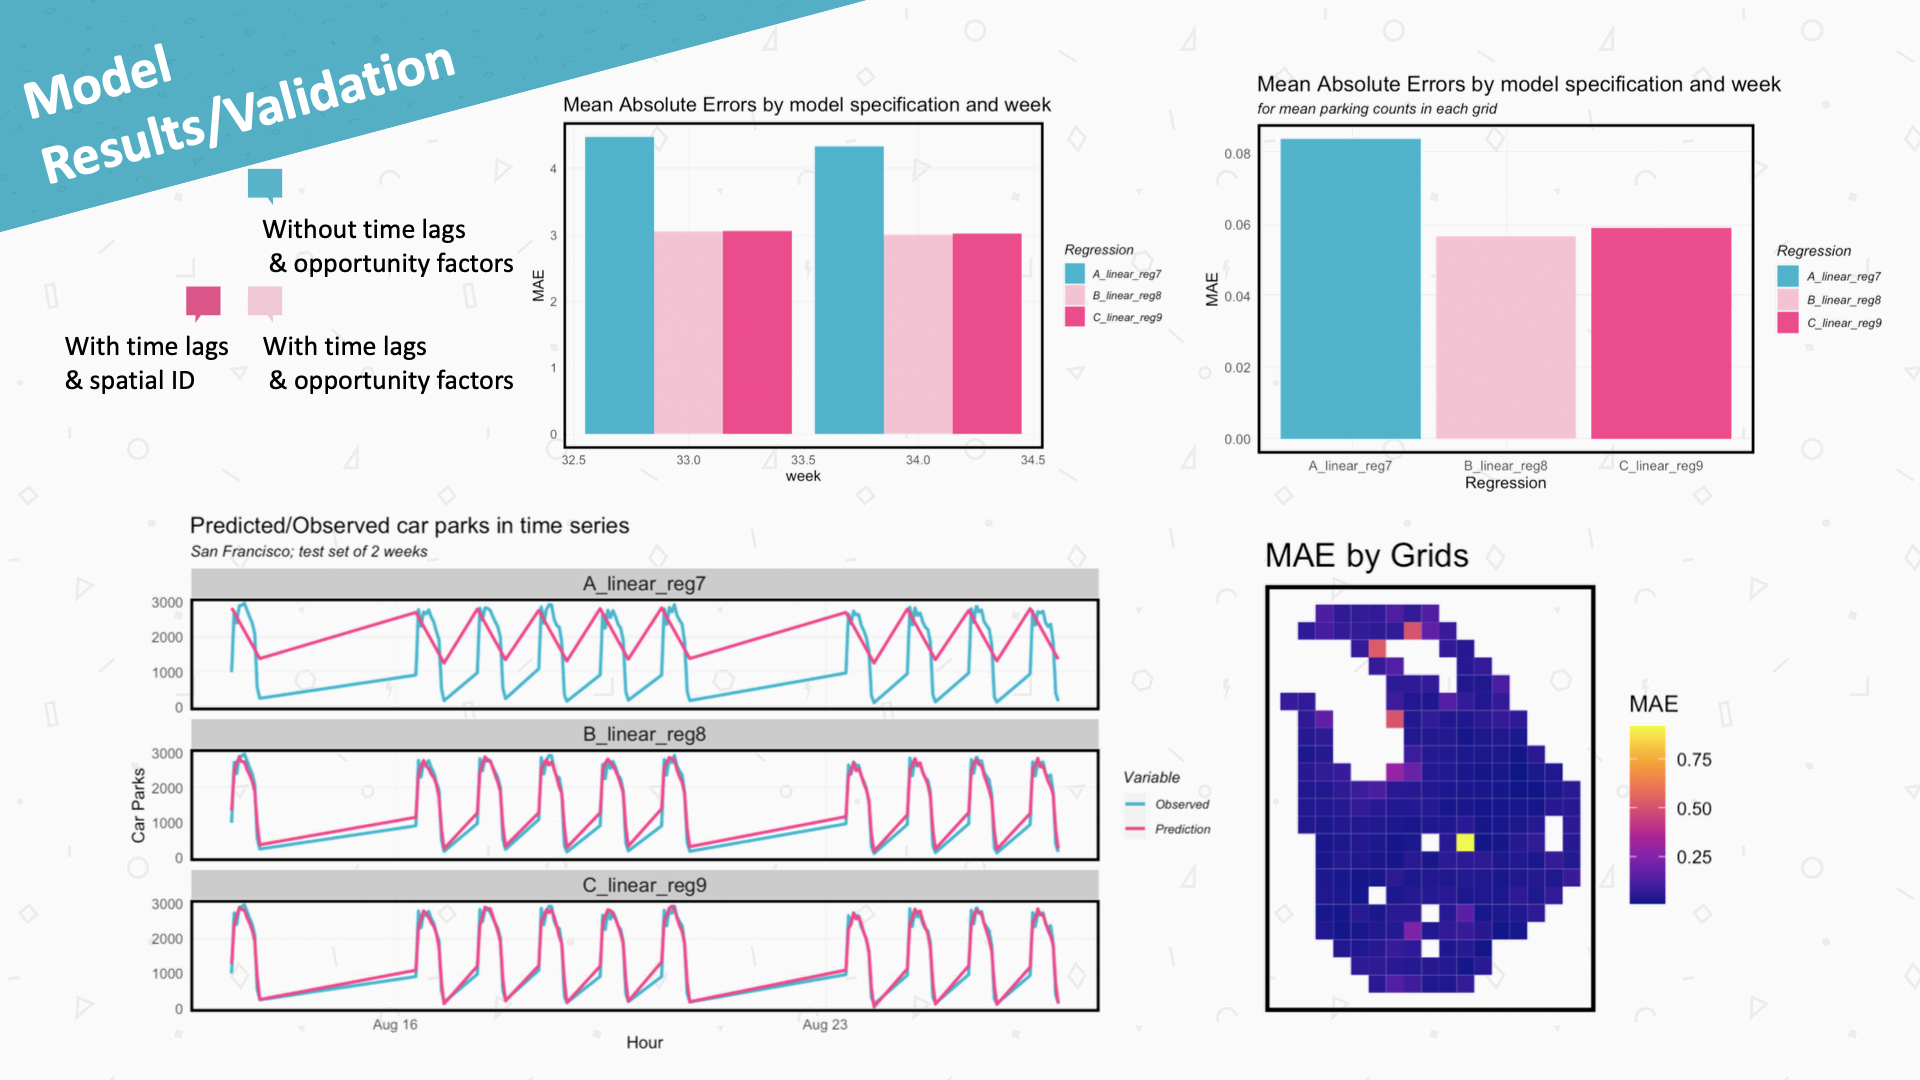 Model
Results/Validation
Without time lags
& opportunity factors
With time lags
& spatial ID
With time lags
& opportunity factors
Mean Absolute Errors by model specification and week
MAE
4
3
2
1
0
32.5 33.0 33.5 34.0 34.5
week
Regression
A_linear_reg7
B_linear_reg8
C_linear_reg9
Mean Absolute Errors by model specification and week
for mean parking counts in each grid
MAE
0.08
0.06
0.04
0.02
0.00
A_linear_reg7 B_linear_reg8 C_linear_reg9
Regression
Regression
A_linear_reg7
B_linear_reg8
C_linear_reg9
Predicted/Observed car parks in time series
San Francisco; test set of 2 weeks
Car Parks
A_linear_reg7
3000
2000
1000
0
B_linear_reg8
3000
2000
1000
0
C_linear_reg9
3000
2000
1000
0
Aug 16 Aug 23
Hour
Variable
Observed
Prediction
MAE by Grids
MAE
0.75
0.50
0.25